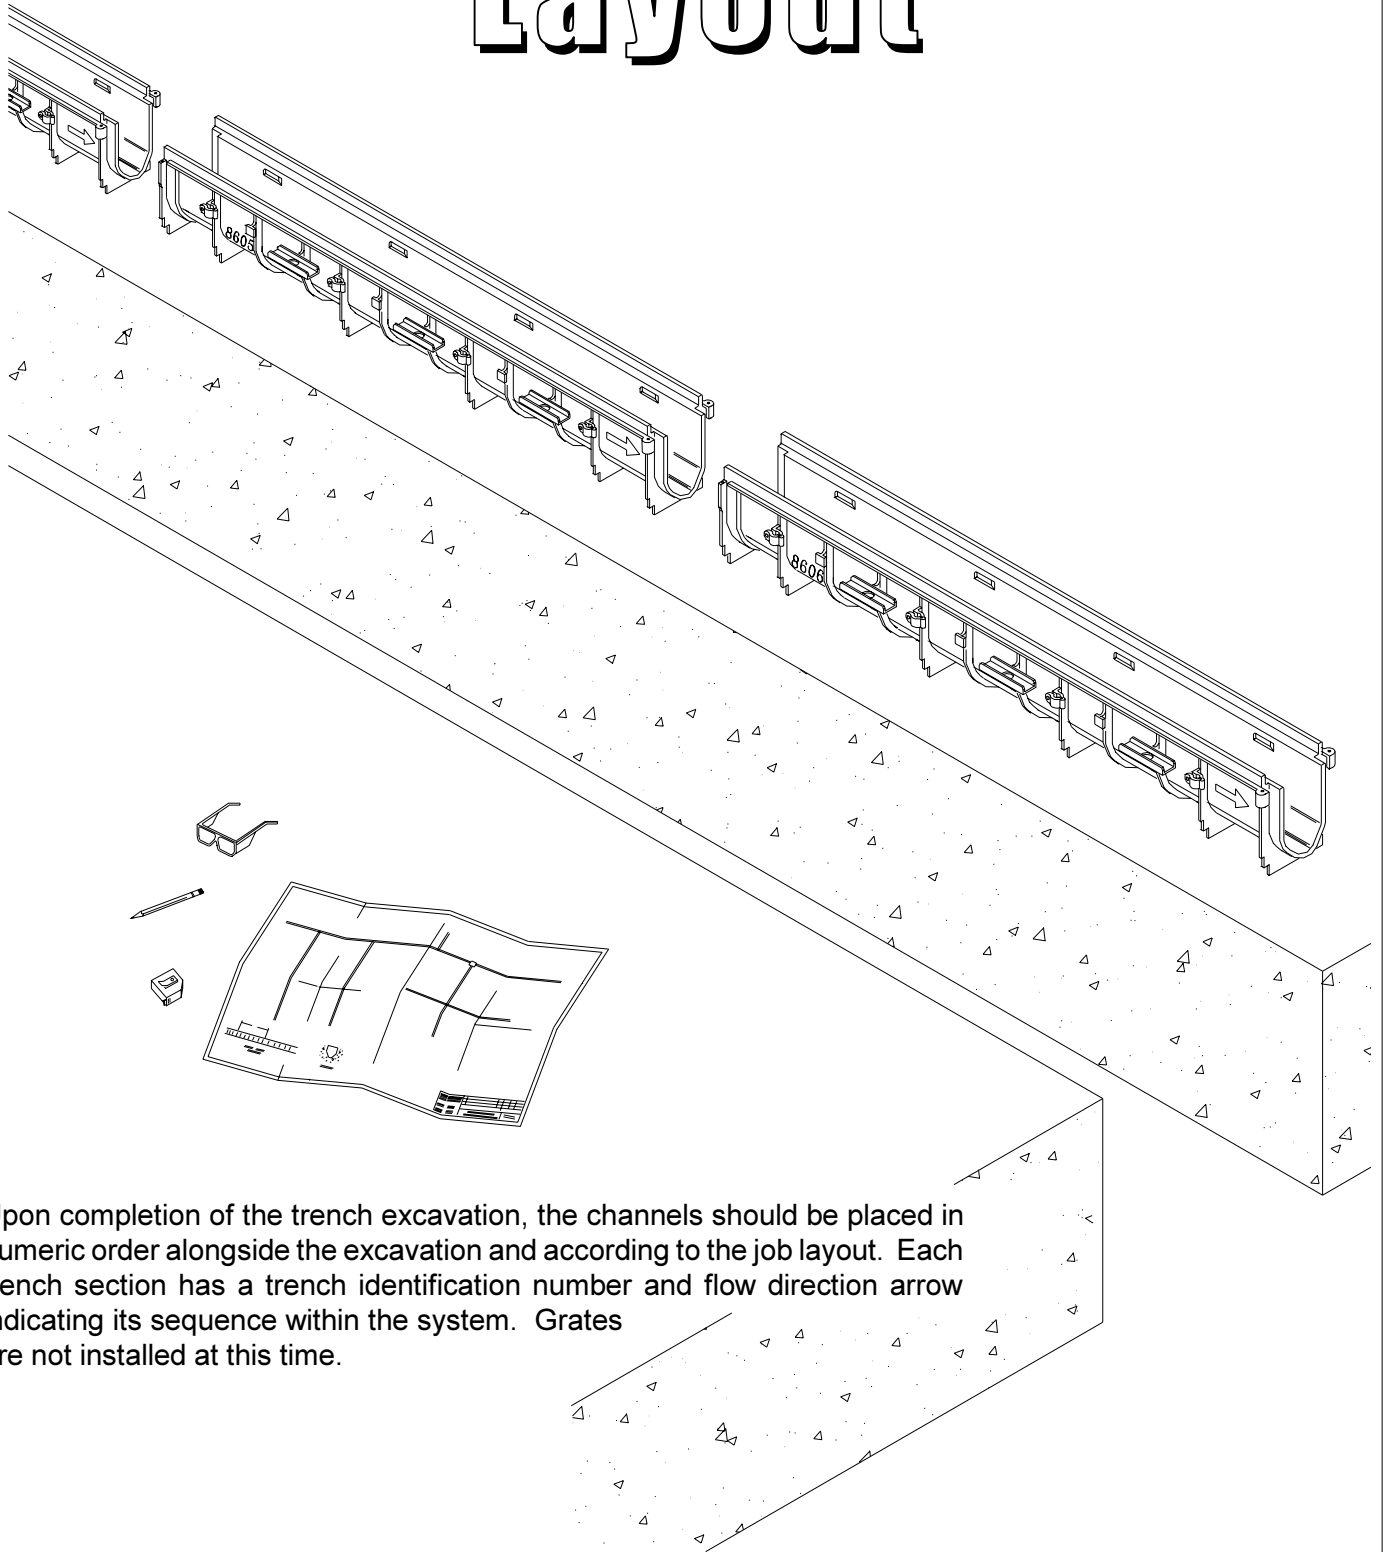 Layout
8605
8606
pon completion of the trench excavation, the channels should be placed in
umeric order alongside the excavation and according to the job layout. Each
ench section has a trench identification number and flow direction arrow
ndicating its sequence within the system. Grates
re not installed at this time.